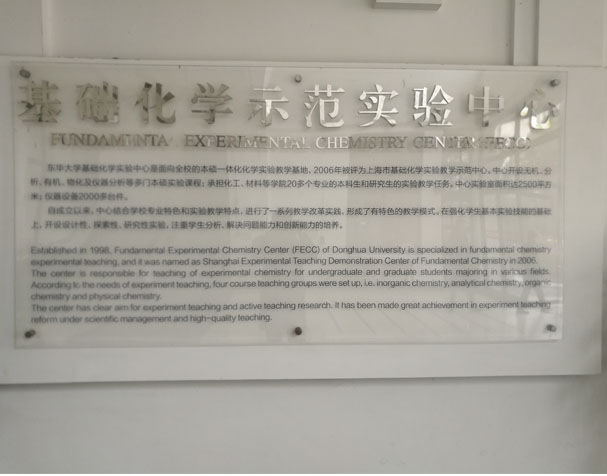 基础化学示范实验中心
FUNDAMENTA EXPERIMENTAL CHEMISTRY CENTER (FECC)
东华大学基础化学实验中心是面向全校的本硕一体化化学实验教学基地，2006年被评为上海市基础化学实验教学示范中心。中心开设无机、分
析、有机、物化及仪器分析等多门本硕实验课程；承担化工、材料等学院20多个专业的本科生和研究生的实验教学任务。中心实验室面积达2500平方
米；仪器设备2000多台件。
自成立以来，中心结合学校专业特色和实验教学特点，进行了一系列教学改革实践，形成了有特色的教学模式。在强化学生基本实验技能的基础
上，开设设计性、探索性、研究性实验，注重学生分析、解决问题能力和创新能力的培养。
Established in 1998, Fundamental Experimental Chemistry Center (FECC) of Donghua University is specialized in fundamental chemistry
experimental teaching, and it was named as Shanghai Experimental Teaching Demonstration Center of Fundamental Chemistry in 2006.
The center is responsible for teaching of experimental chemistry for undergraduate and graduate students majoring in various fields.
According to the needs of experiment teaching, four course teaching groups were set up, i.e. inorganic chemistry, analytical chemistry, organic
chemistry and physical chemistry.
The center has clear aim for experiment teaching and active teaching research. It has been made great achievement in experiment teaching
reform under scientific management and high-quality teaching.